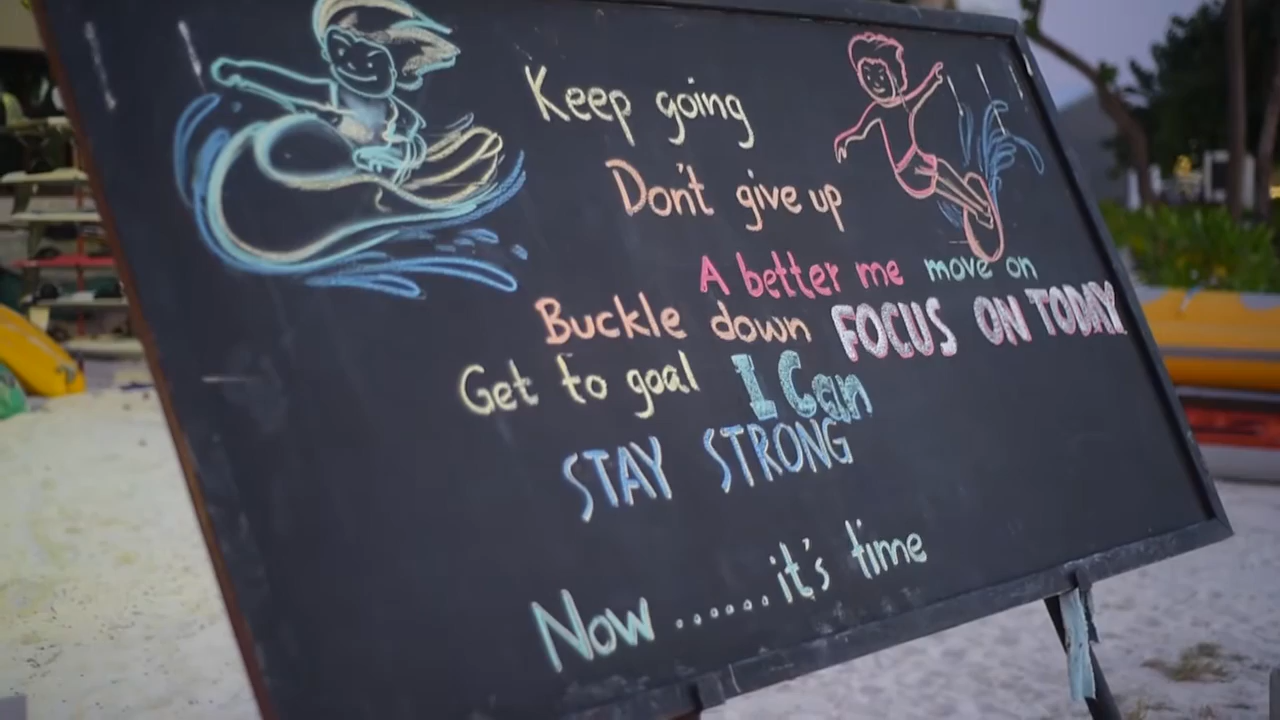 Keep going
Don't give up
A better me move on
Buckle down FOCUS ON TODAY
Get to goal I Can
STAY STRONG
Now ......it's time